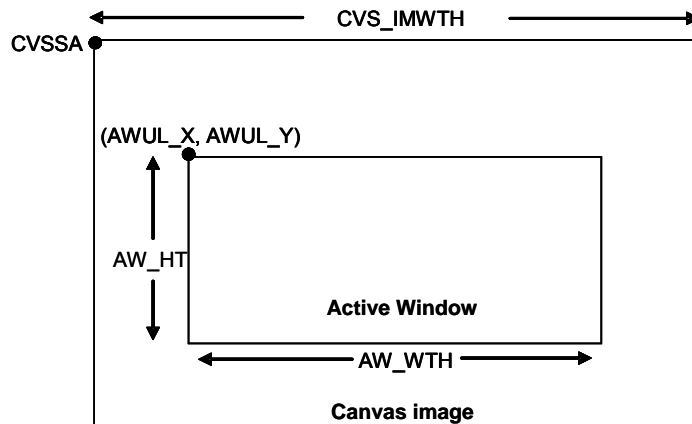 CVS_IMWTH
CVSSA
(AWUL_X, AWUL_Y)
AW_HT
Active Window
AW_WTH
Canvas image